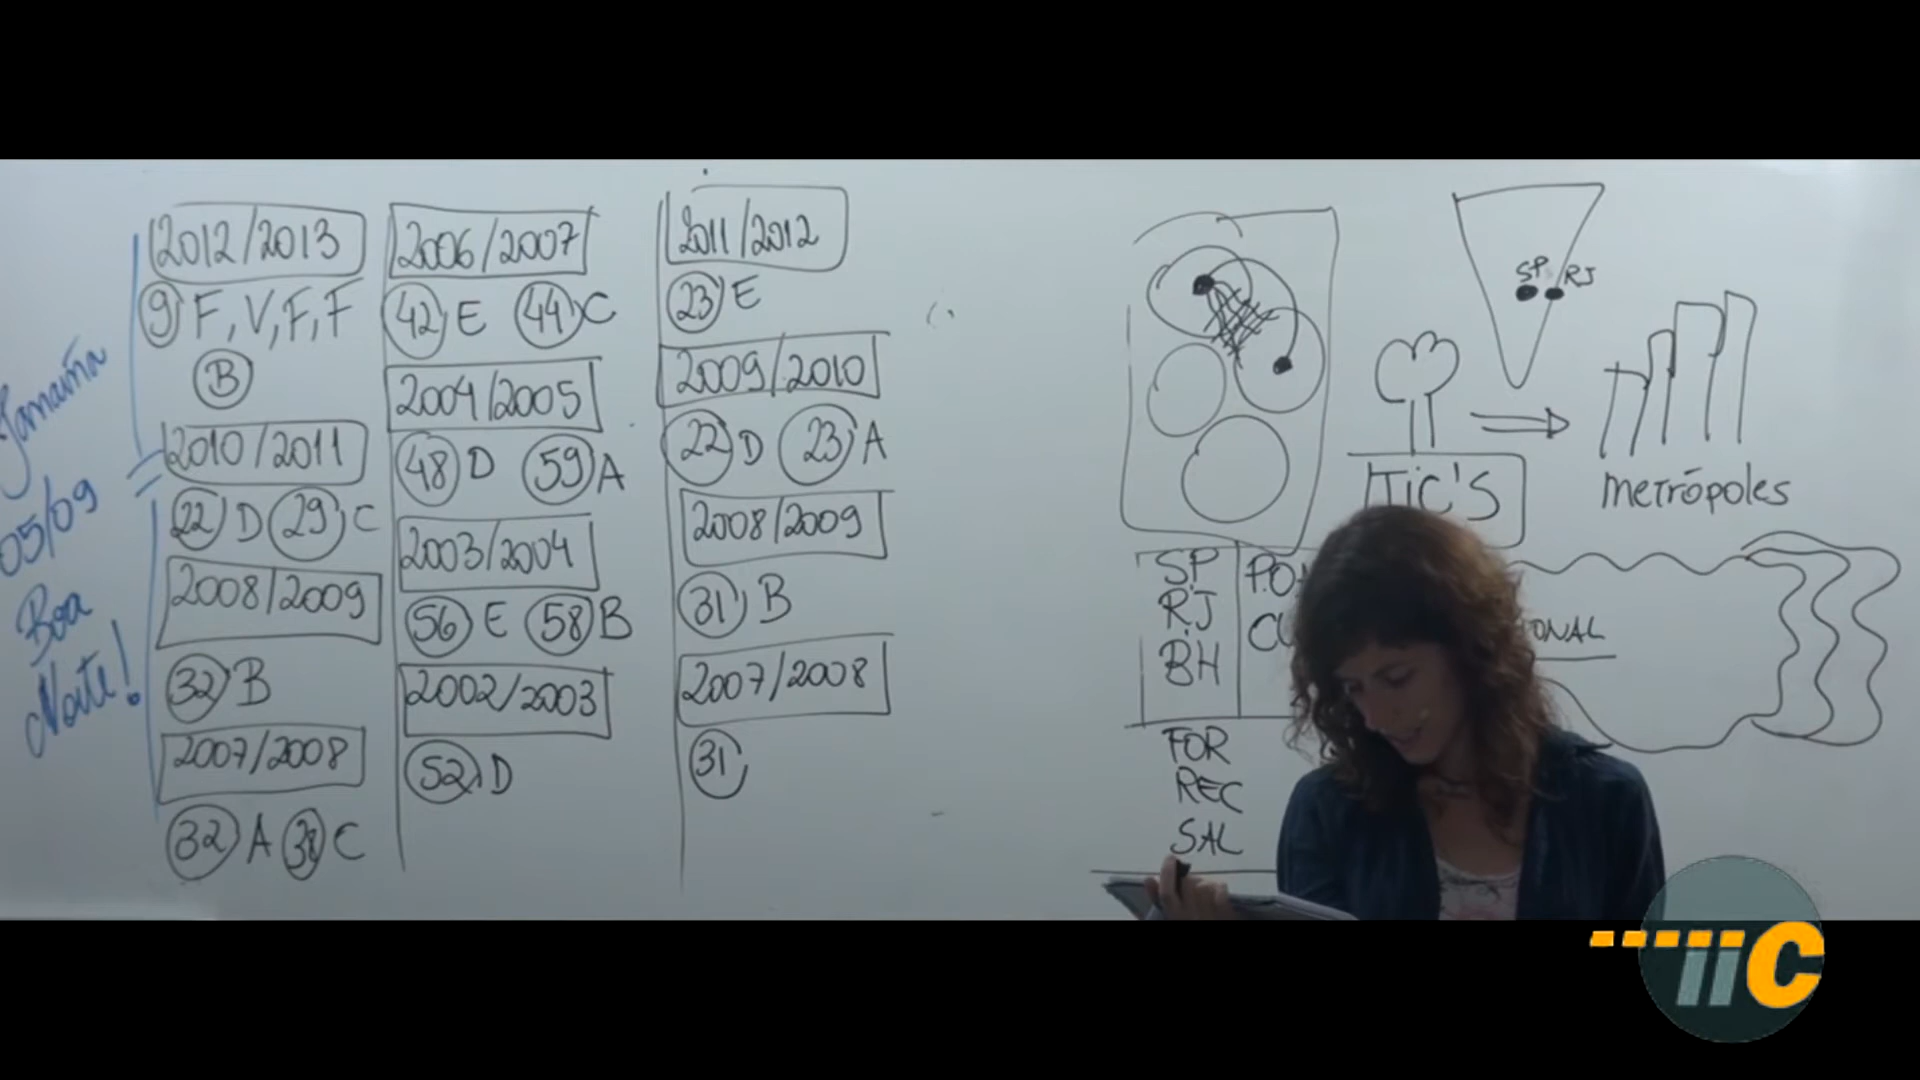 Janaína
05/09
Boa
Noite!
2012/2013
9 F, V, F, F
B
2010/2011
22 D 29 C
2008/2009
32 B
2007/2008
32 A 38 C
2006/2007
42 E 44 C
2004/2005
48 D 59 A
2003/2004
56 E 58 B
2002/2003
52 D
2011/2012
23 E
2009/2010
22 D 23 A
2008/2009
31 B
2007/2008
31
SP RJ
TIC'S
metrópoles
SP
RJ
BH
FOR
REC
SAL
iiC